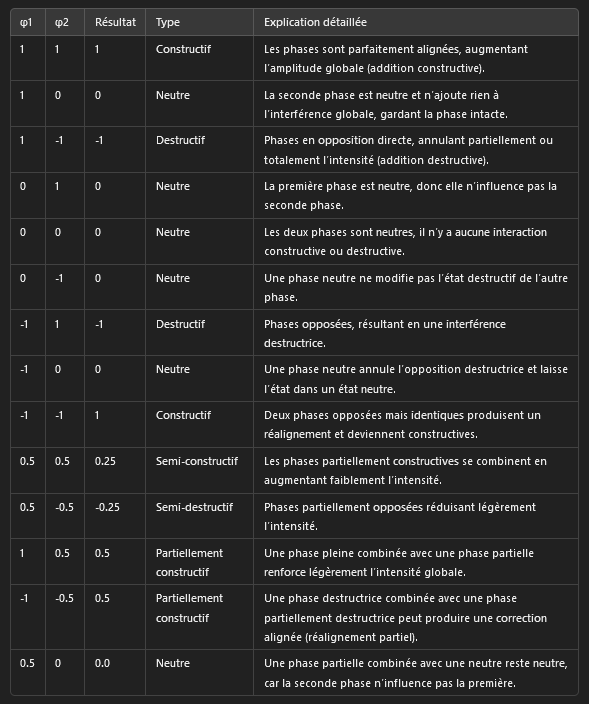 φ1 φ2 Résultat Type Explication détaillée
1 1 1 Constructif Les phases sont parfaitement alignées, augmentant
l'amplitude globale (addition constructive).
1 0 0 Neutre La seconde phase est neutre et n'ajoute rien à
l'interférence globale, gardant la phase intacte.
1 -1 -1 Destructif Phases en opposition directe, annulant partiellement ou
totalement l'intensité (addition destructive).
0 1 0 Neutre La première phase est neutre, donc elle n'influence pas la
seconde phase.
0 0 0 Neutre Les deux phases sont neutres, il n'y a aucune interaction
constructive ou destructive.
0 -1 0 Neutre Une phase neutre ne modifie pas l'état destructif de l'autre
phase.
-1 1 -1 Destructif Phases opposées, résultant en une interférence
destructrice.
-1 0 0 Neutre Une phase neutre annule l'opposition destructrice et laisse
l'état dans un état neutre.
-1 -1 1 Constructif Deux phases opposées mais identiques produisent un
réalignement et deviennent constructives.
0.5 0.5 0.25 Semi-constructif Les phases partiellement constructives se combinent en
augmentant faiblement l'intensité.
0.5 -0.5 -0.25 Semi-destructif Phases partiellement opposées réduisant légèrement
l'intensité.
1 0.5 0.5 Partiellement Une phase pleine combinée avec une phase partielle
constructif renforce légèrement l'intensité globale.
-1 -0.5 0.5 Partiellement Une phase destructrice combinée avec une phase
constructif partiellement destructrice peut produire une correction
alignée (réalignement partiel).
0.5 0 0.0 Neutre Une phase partielle combinée avec une neutre reste neutre,
car la seconde phase n'influence pas la première.